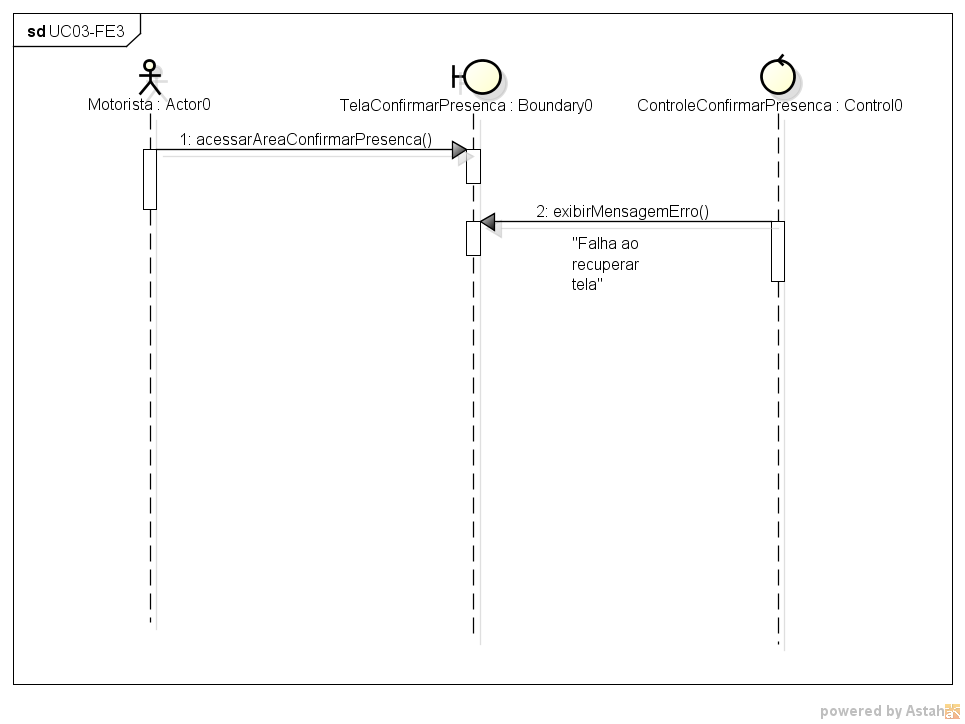 sd UC03-FE3
Motorista : Actor0
TelaConfirmarPresenca : Boundary0
ControleConfirmarPresenca : Control0
1: acessarAreaConfirmarPresenca()
2: exibirMensagemErro()
"Falha ao
recuperar
tela"
powered by Astah